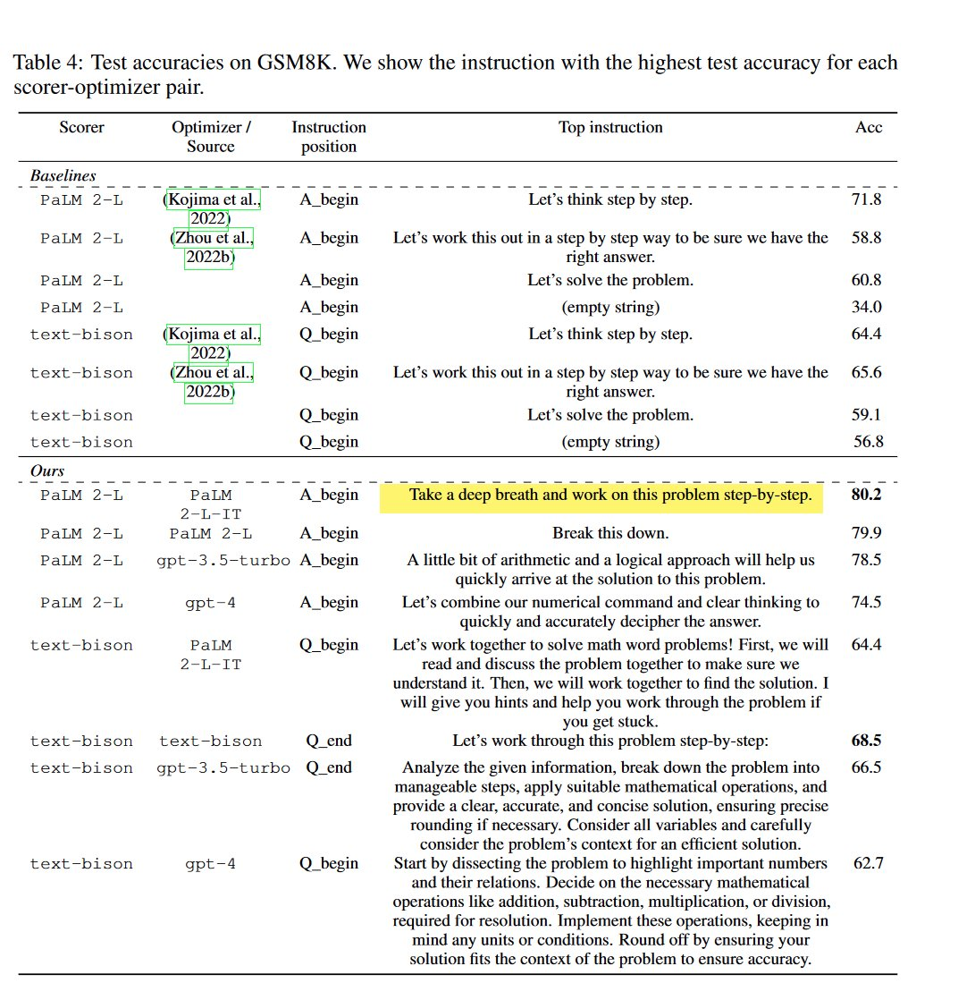 Table 4: Test accuracies on GSM8K. We show the instruction with the highest test accuracy for each
scorer-optimizer pair.
Scorer Optimizer / Instruction Top instruction Acc
Source position
Baselines
PaLM 2-L (Kojima et al., A_begin Let's think step by step. 71.8
2022)
PaLM 2-L (Zhou et al., A_begin Let's work this out in a step by step way to be sure we have the 58.8
2022b) right answer.
PaLM 2-L A_begin Let's solve the problem. 60.8
PaLM 2-L A_begin (empty string) 34.0
text-bison (Kojima et al., Q_begin Let's think step by step. 64.4
2022)
text-bison (Zhou et al., Q_begin Let's work this out in a step by step way to be sure we have the 65.6
2022b) right answer.
text-bison Q_begin Let's solve the problem. 59.1
text-bison Q_begin (empty string) 56.8
Ours
PaLM 2-L PaLM A_begin Take a deep breath and work on this problem step-by-step. 80.2
2-L-IT
PaLM 2-L PaLM 2-L A_begin Break this down. 79.9
PaLM 2-L gpt-3.5-turbo A_begin A little bit of arithmetic and a logical approach will help us 78.5
quickly arrive at the solution to this problem.
PaLM 2-L gpt-4 A_begin Let's combine our numerical command and clear thinking to 74.5
quickly and accurately decipher the answer.
text-bison PaLM Q_begin Let's work together to solve math word problems! First, we will 64.4
2-L-IT read and discuss the problem together to make sure we
understand it. Then, we will work together to find the solution. I
will give you hints and help you work through the problem if
you get stuck.
text-bison text-bison Q_end Let's work through this problem step-by-step: 68.5
text-bison gpt-3.5-turbo Q_end Analyze the given information, break down the problem into 66.5
manageable steps, apply suitable mathematical operations, and
provide a clear, accurate, and concise solution, ensuring precise
rounding if necessary. Consider all variables and carefully
consider the problem's context for an efficient solution.
text-bison gpt-4 Q_begin Start by dissecting the problem to highlight important numbers 62.7
and their relations. Decide on the necessary mathematical
operations like addition, subtraction, multiplication, or division,
required for resolution. Implement these operations, keeping in
mind any units or conditions. Round off by ensuring your
solution fits the context of the problem to ensure accuracy.